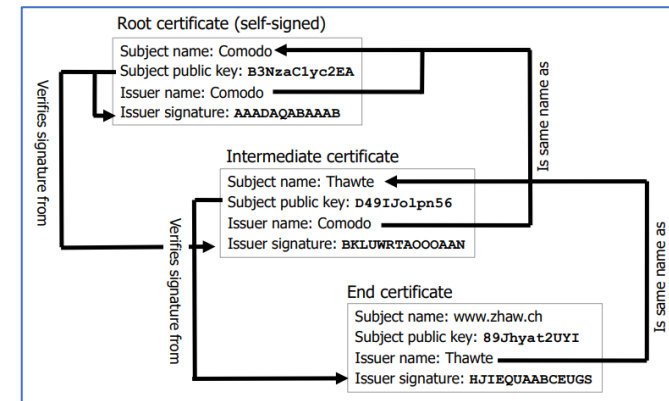 Root certificate (self-signed)
Subject name: Comodo
Subject public key: B3NzaC1yc2EA
Issuer name: Comodo
Issuer signature: AAADAQABAAAB
Verifies signature from
Is same name as
Intermediate certificate
Subject name: Thawte
Subject public key: D49IJolpn56
Issuer name: Comodo
Issuer signature: BKLUWRTAOOOAAN
Verifies signature from
Is same name as
End certificate
Subject name: www.zhaw.ch
Subject public key: 89Jhyat2UYI
Issuer name: Thawte
Issuer signature: HJIEQUAABCEUGS